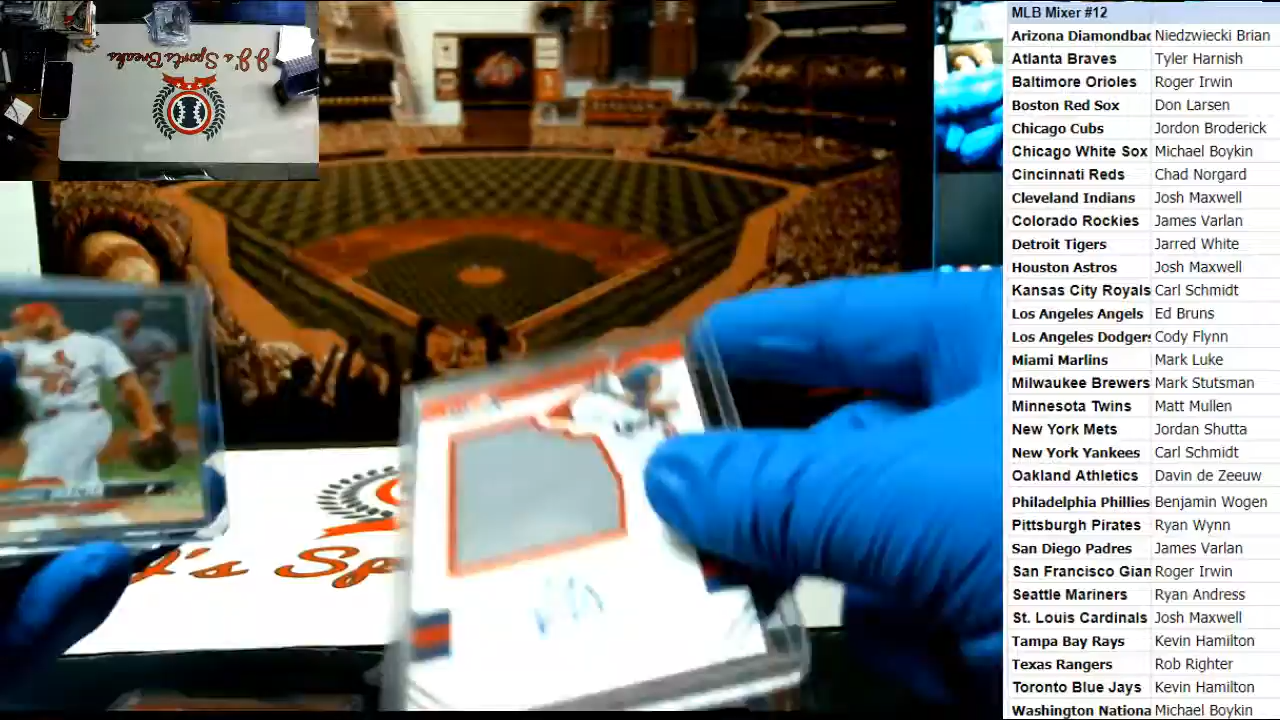 MLB Mixer #12
Arizona Diamondbac Niedzwiecki Brian
Atlanta Braves Tyler Harnish
Baltimore Orioles Roger Irwin
Boston Red Sox Don Larsen
Chicago Cubs Jordon Broderick
Chicago White Sox Michael Boykin
Cincinnati Reds Chad Norgard
Cleveland Indians Josh Maxwell
Colorado Rockies James Varlan
Detroit Tigers Jarred White
Houston Astros Josh Maxwell
Kansas City Royals Carl Schmidt
Los Angeles Angels Ed Bruns
Los Angeles Dodgers Cody Flynn
Miami Marlins Mark Luke
Milwaukee Brewers Mark Stutsman
Minnesota Twins Matt Mullen
New York Mets Jordan Shutta
New York Yankees Carl Schmidt
Oakland Athletics Davin de Zeeuw
Philadelphia Phillies Benjamin Wogen
Pittsburgh Pirates Ryan Wynn
San Diego Padres James Varlan
San Francisco Gian Roger Irwin
Seattle Mariners Ryan Andress
St. Louis Cardinals Josh Maxwell
Tampa Bay Rays Kevin Hamilton
Texas Rangers Rob Righter
Toronto Blue Jays Kevin Hamilton
Washington Nationa Michael Boykin
J.J's Sports Breaks
J's Sp